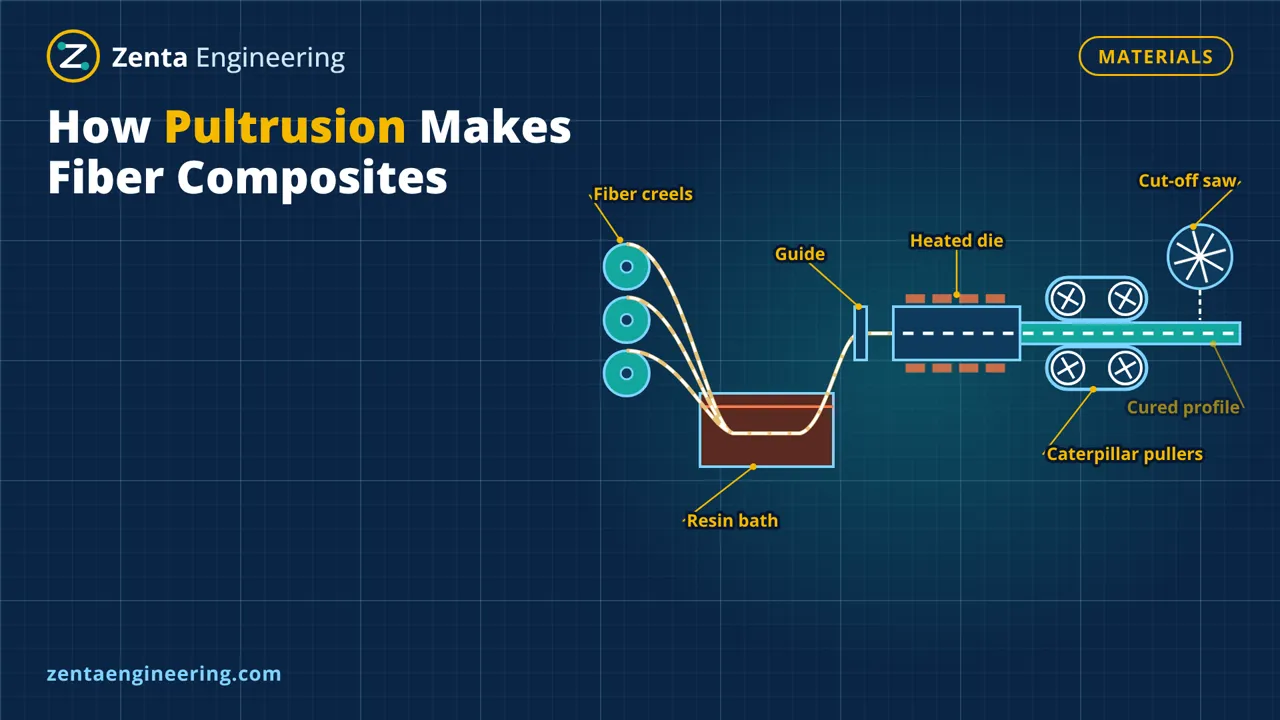 Zenta Engineering
MATERIALS
How Pultrusion Makes
Fiber Composites
Cut-off saw
Fiber creels
Heated die
Guide
Cured profile
Caterpillar pullers
Resin bath
zentaengineering.com